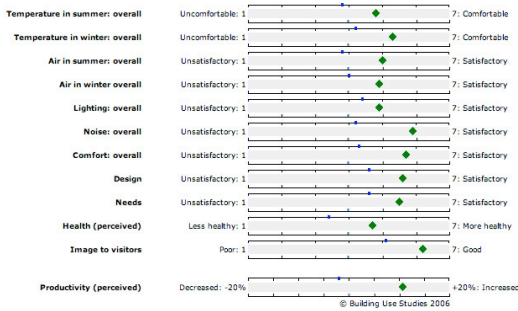 Temperature in summer: overall Uncomfortable: 1 7: Comfortable
Temperature in winter: overall Uncomfortable: 1 7: Comfortable
Air in summer: overall Unsatisfactory: 1 7: Satisfactory
Air in winter overall Unsatisfactory: 1 7: Satisfactory
Lighting: overall Unsatisfactory: 1 7: Satisfactory
Noise: overall Unsatisfactory: 1 7: Satisfactory
Comfort: overall Unsatisfactory: 1 7: Satisfactory
Design Unsatisfactory: 1 7: Satisfactory
Needs Unsatisfactory: 1 7: Satisfactory
Health (perceived) Less healthy: 1 7: More healthy
Image to visitors Poor: 1 7: Good
Productivity (perceived) Decreased: -20% +20%: Increased
© Building Use Studies 2006